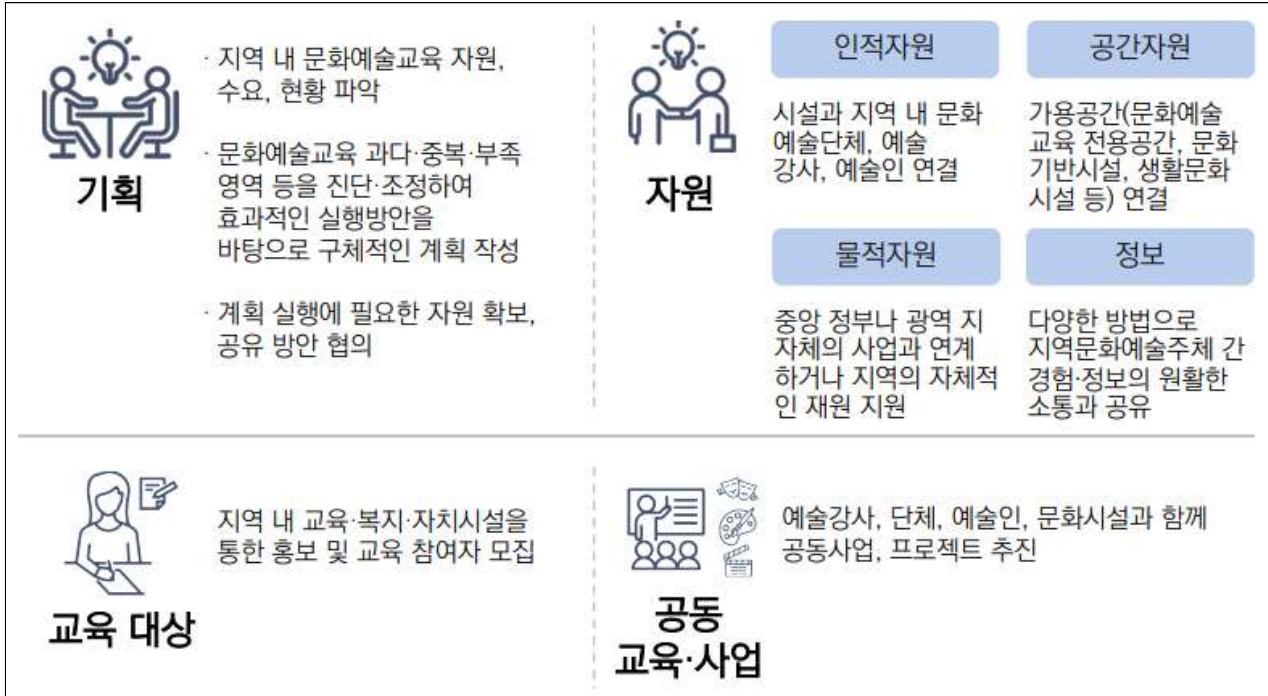 기획
· 지역 내 문화예술교육 자원,
수요, 현황 파악
· 문화예술교육 과다·중복·부족
영역 등을 진단·조정하여
효과적인 실행방안을
바탕으로 구체적인 계획 작성
· 계획 실행에 필요한 자원 확보,
공유 방안 협의
자원
인적자원
시설과 지역 내 문화
예술단체, 예술
강사, 예술인 연결
공간자원
가용공간(문화예술
교육 전용공간, 문화
기반시설, 생활문화
시설 등) 연결
물적자원
중앙 정부나 광역 지
자체의 사업과 연계
하거나 지역의 자체적
인 재원 지원
정보
다양한 방법으로
지역문화예술주체 간
경험·정보의 원활한
소통과 공유
교육 대상
지역 내 교육·복지·자치시설을
통한 홍보 및 교육 참여자 모집
공동
교육·사업
예술강사, 단체, 예술인, 문화시설과 함께
공동사업, 프로젝트 추진